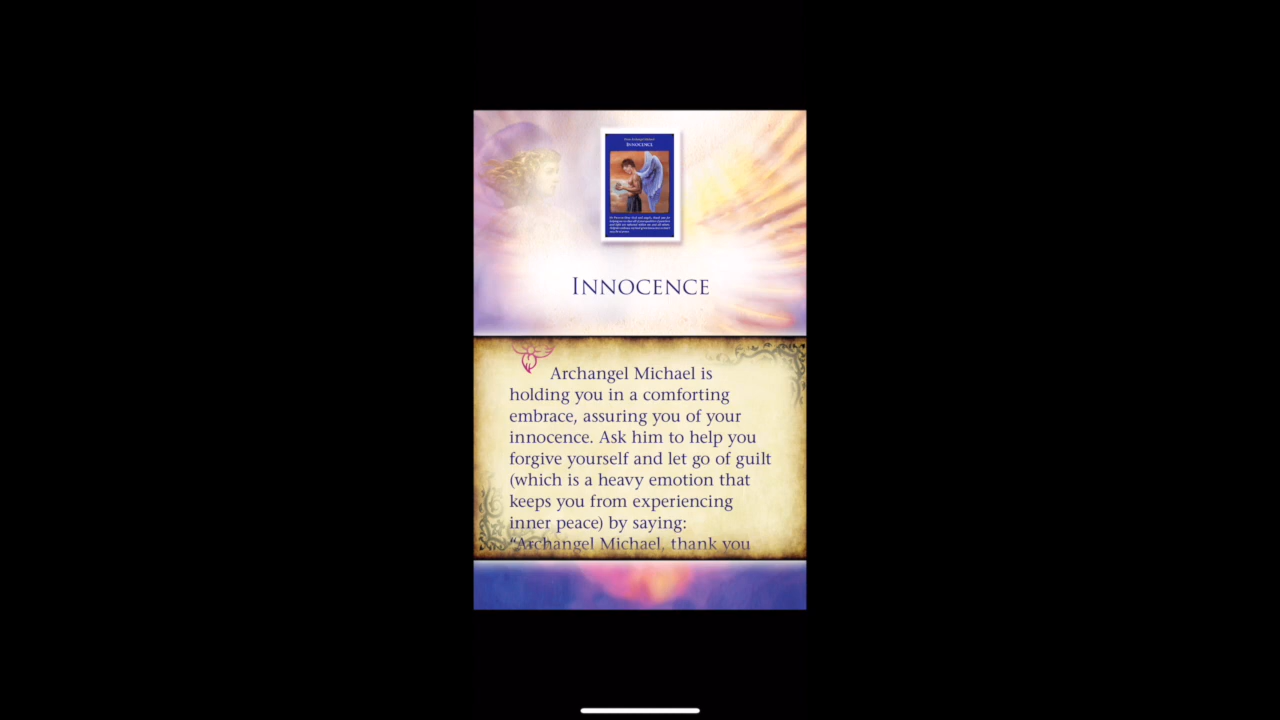 INNOCENCE
INNOCENCE
Archangel Michael is
holding you in a comforting
embrace, assuring you of your
innocence. Ask him to help you
forgive yourself and let go of guilt
(which is a heavy emotion that
keeps you from experiencing
inner peace) by saying:
“Archangel Michael, thank you